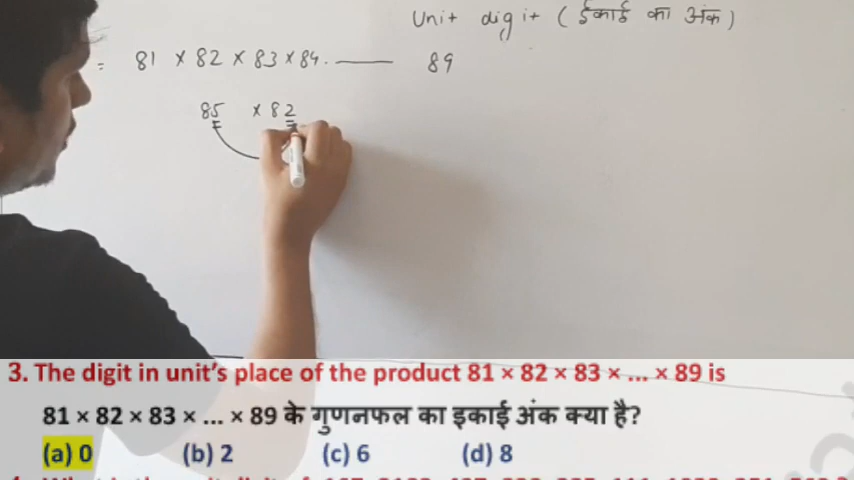 Unit digit (ईकाई का अंक)
= 81 × 82 × 83 × 84. —— 89
85 × 82
3. The digit in unit's place of the product 81 × 82 × 83 × ... × 89 is
81 × 82 × 83 × ... × 89 के गुणनफल का इकाई अंक क्या है?
(a) 0 (b) 2 (c) 6 (d) 8